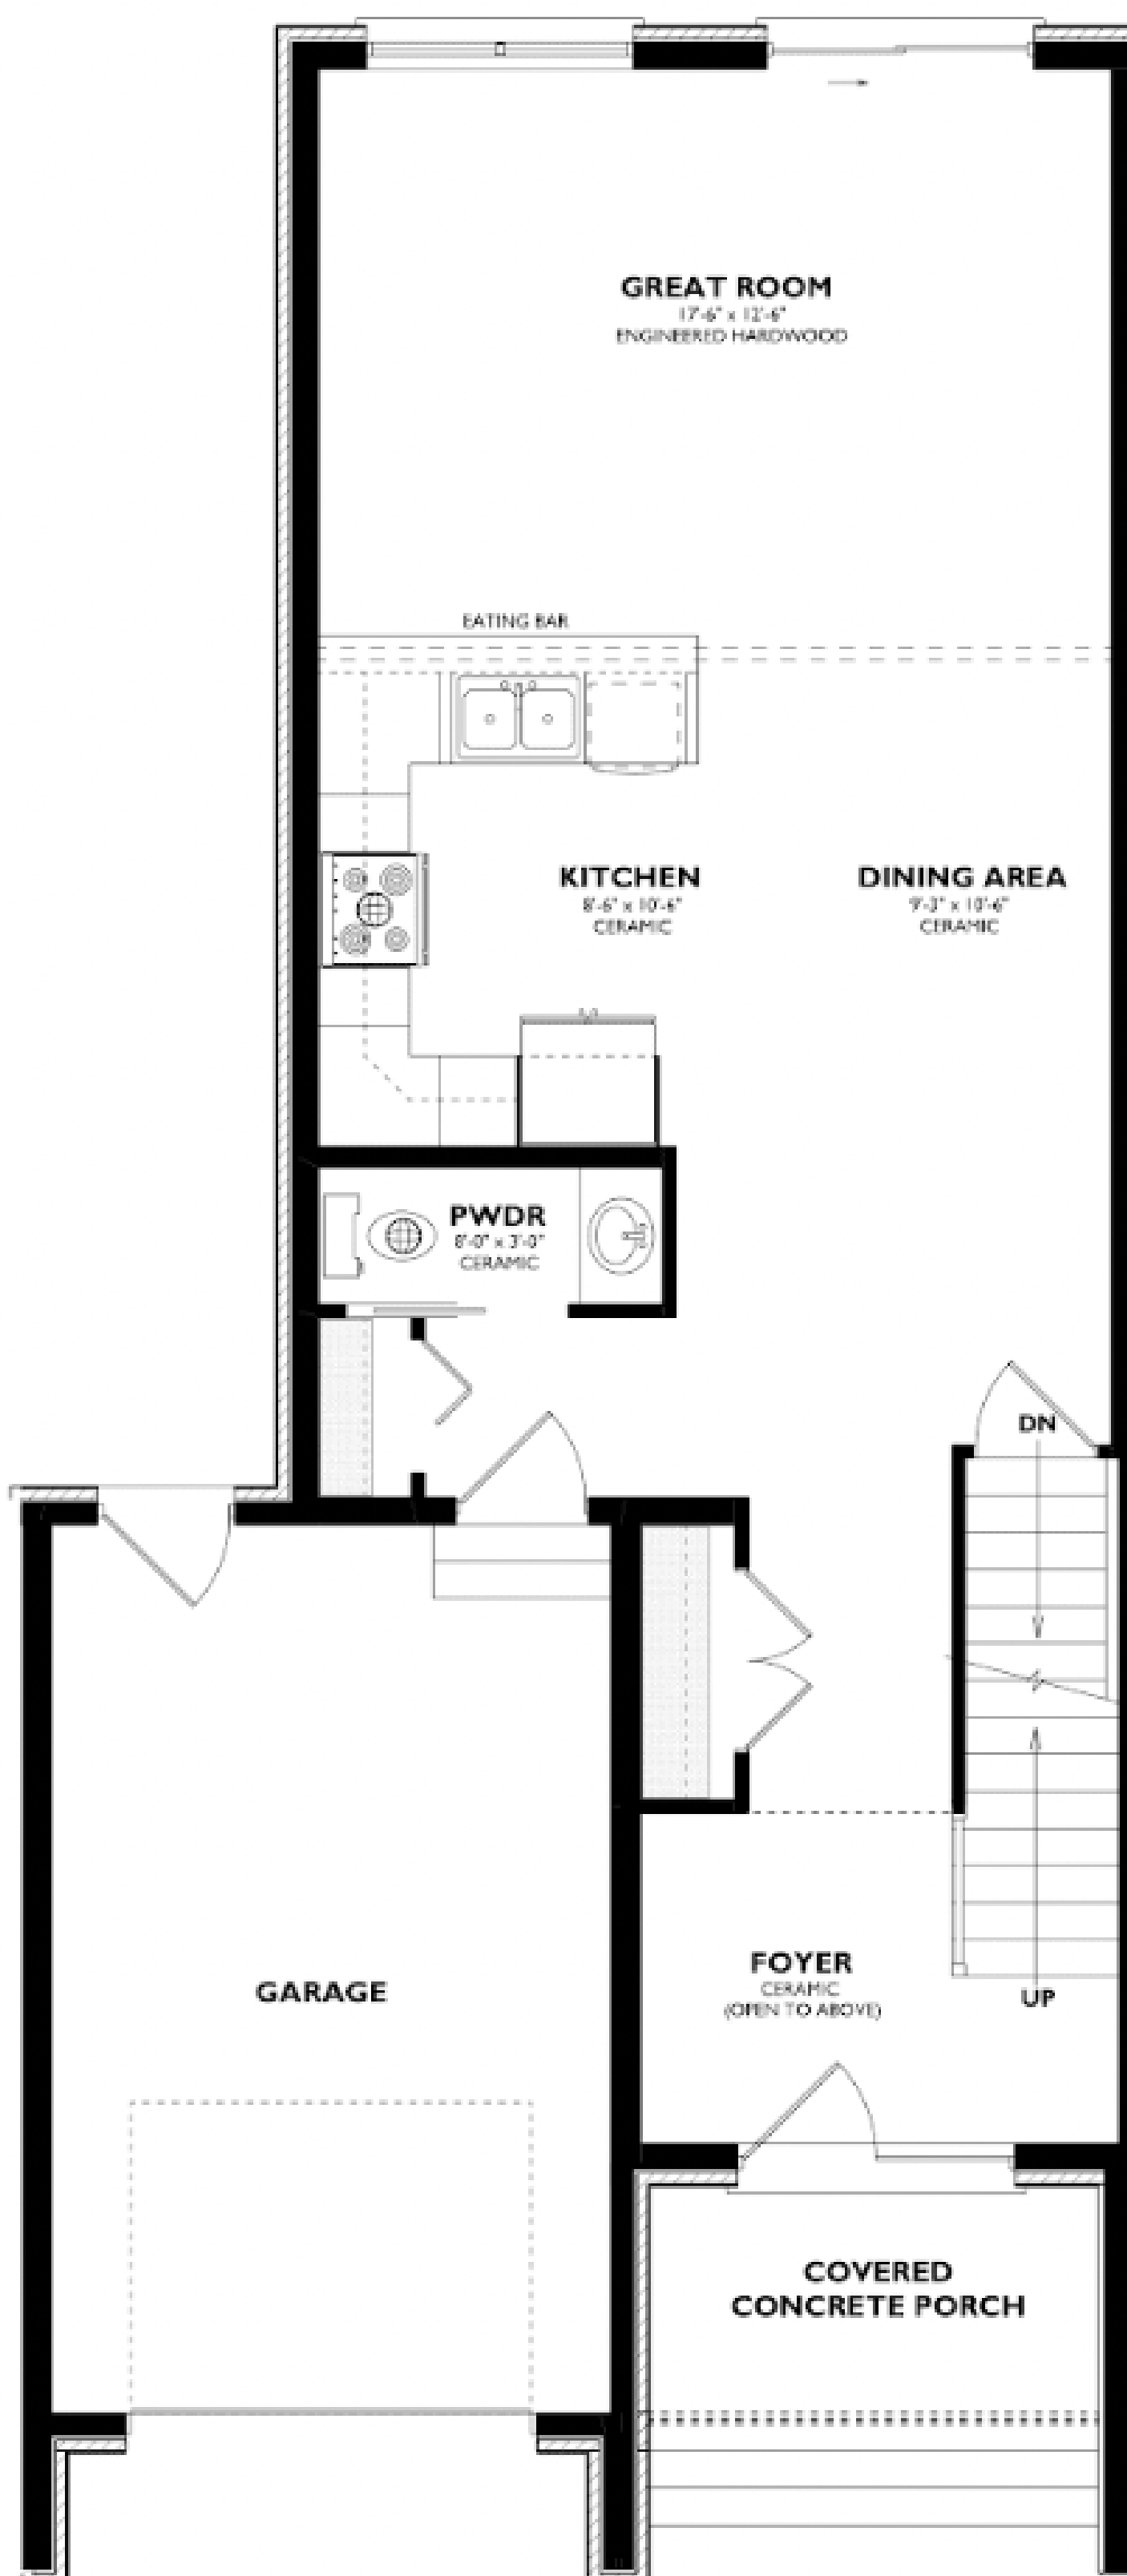 GREAT ROOM
17'-6" x 12'-6"
ENGINEERED HARDWOOD
EATING BAR
KITCHEN
8'-6" x 10'-6"
CERAMIC
DINING AREA
9'-3" x 10'-6"
CERAMIC
PWDR
8'-0" x 3'-0"
CERAMIC
DN
GARAGE
FOYER
CERAMIC
(OPEN TO ABOVE)
UP
COVERED
CONCRETE PORCH